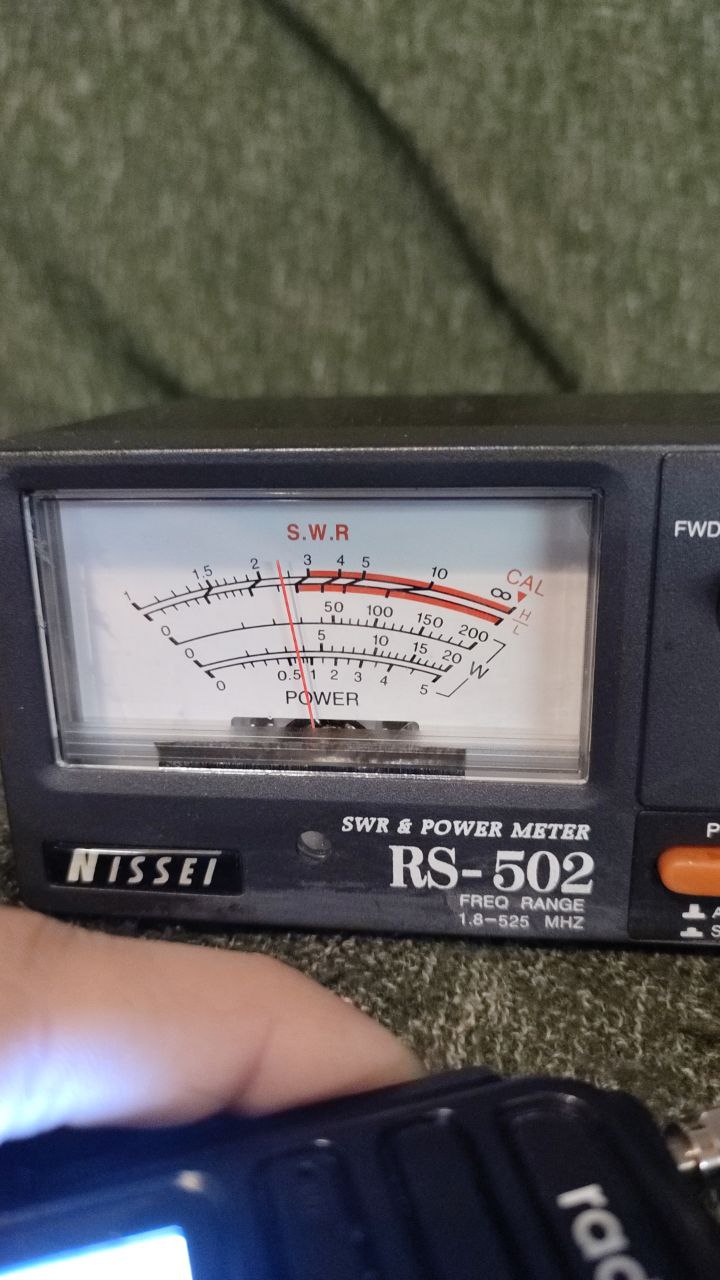 S.W.R
1 1.5 2 3 4 5 10 ∞ CAL
H
L
0 50 100 150 200
0 5 10 15 20 W
0 0.5 1 2 3 4 5
POWER
FWD
SWR & POWER METER
NISSEI
RS-502
FREQ RANGE
1.8-525 MHZ